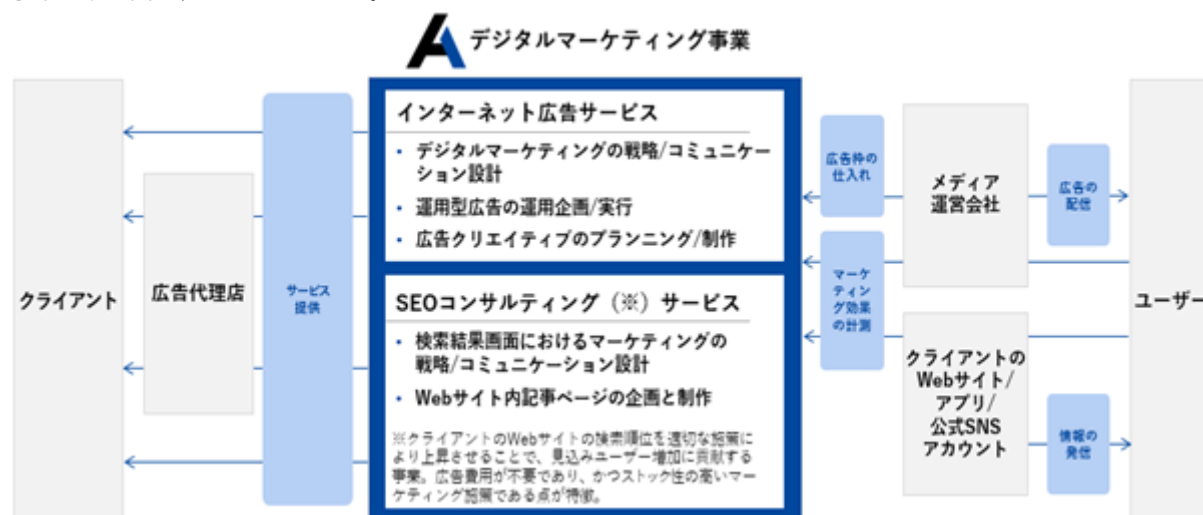 デジタルマーケティング事業
クライアント
広告代理店
サービス
提供
インターネット広告サービス
• デジタルマーケティングの戦略/コミュニケー
ション設計
• 運用型広告の運用企画/実行
• 広告クリエイティブのプランニング/制作
SEOコンサルティング（※）サービス
• 検索結果画面におけるマーケティングの
戦略/コミュニケーション設計
• Webサイト内記事ページの企画と制作
※クライアントのWebサイトの検索順位を適切な施策に
より上昇させることで、見込みユーザー増加に貢献する
事業。広告費用が不要であり、かつストック性の高いマー
ケティング施策である点が特徴。
広告枠の
仕入れ
マーケ
ティン
グ効果
の計測
メディア
運営会社
クライアントの
Webサイト/
アプリ/
公式SNS
アカウント
広告の
配信
情報の
発信
ユーザー